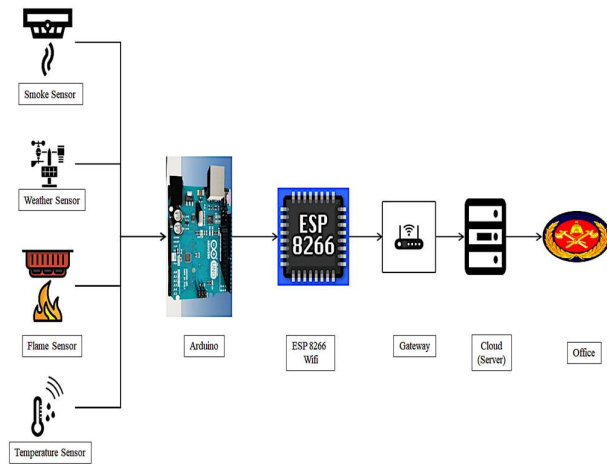 Smoke Sensor
Weather Sensor
Flame Sensor
Temperature Sensor
Arduino
ESP
8266
ESP 8266
Wifi
Gateway
Cloud
(Server)
Office